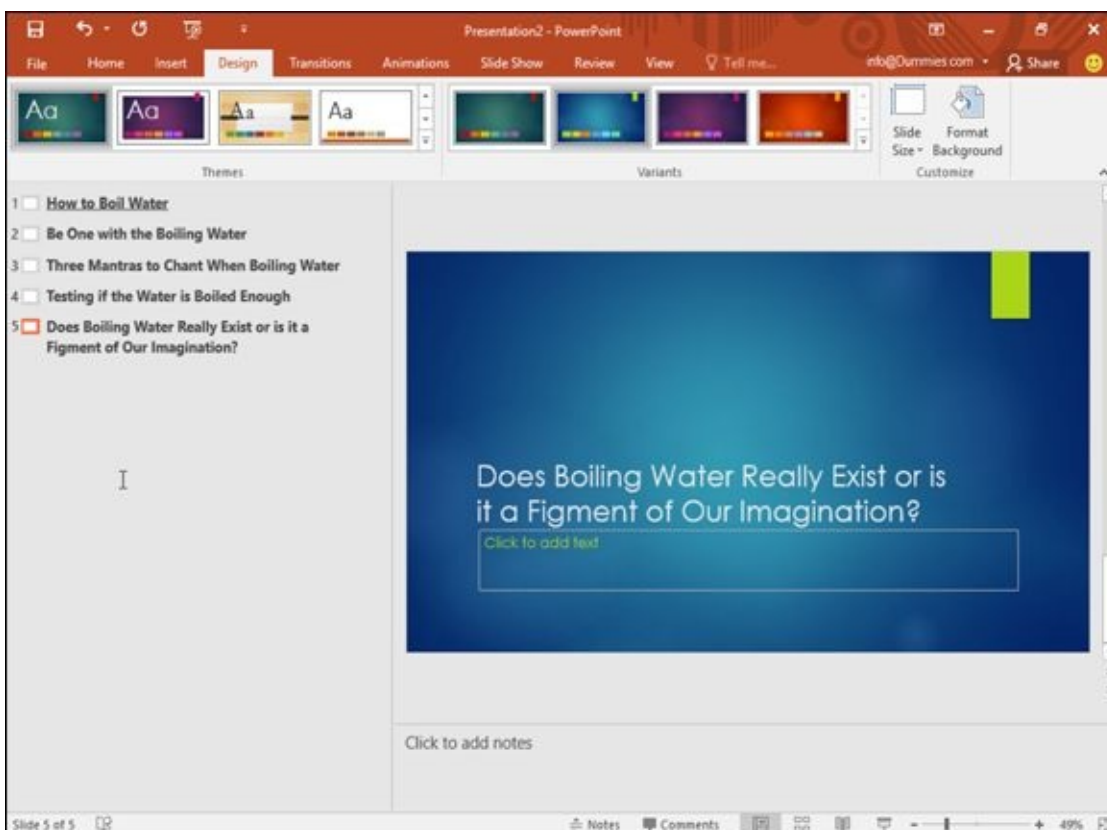 Presentation2 - PowerPoint
File Home Insert Design Transitions Animations Slide Show Review View Tell me... info@Dummies.com Share
Aa Aa Aa Aa
Slide Size Format Background
Themes Variants Customize
1 How to Boil Water
2 Be One with the Boiling Water
3 Three Mantras to Chant When Boiling Water
4 Testing if the Water is Boiled Enough
5 Does Boiling Water Really Exist or is it a
Figment of Our Imagination?
Does Boiling Water Really Exist or is
it a Figment of Our Imagination?
Click to add text
Click to add notes
Slide 5 of 5 Notes Comments - + 49%